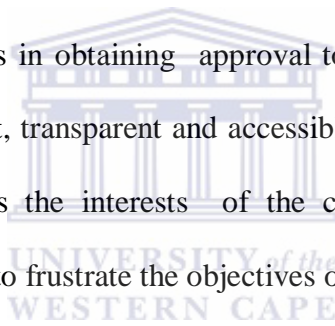 s in obtaining approval to
t, transparent and accessib
s the interests of the c
to frustrate the objectives o
UNIVERSITY of the
WESTERN CAPE